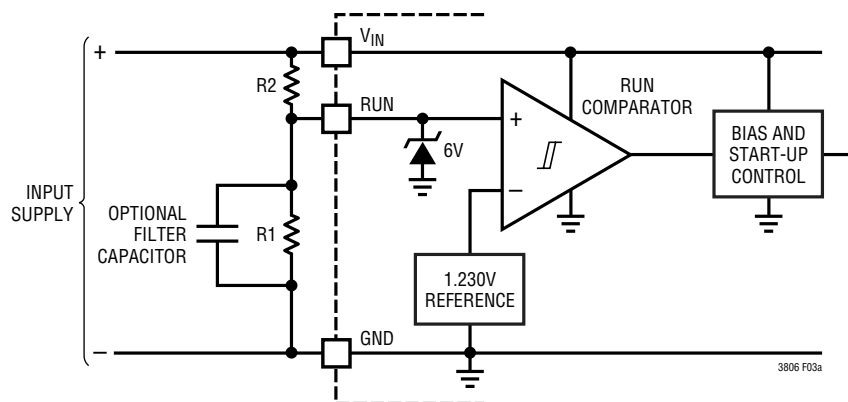 +
V_IN
R2
RUN
RUN
COMPARATOR
+
6V
BIAS AND
START-UP
CONTROL
INPUT
SUPPLY
OPTIONAL
FILTER
CAPACITOR
R1
–
1.230V
REFERENCE
GND
–
3806 F03a